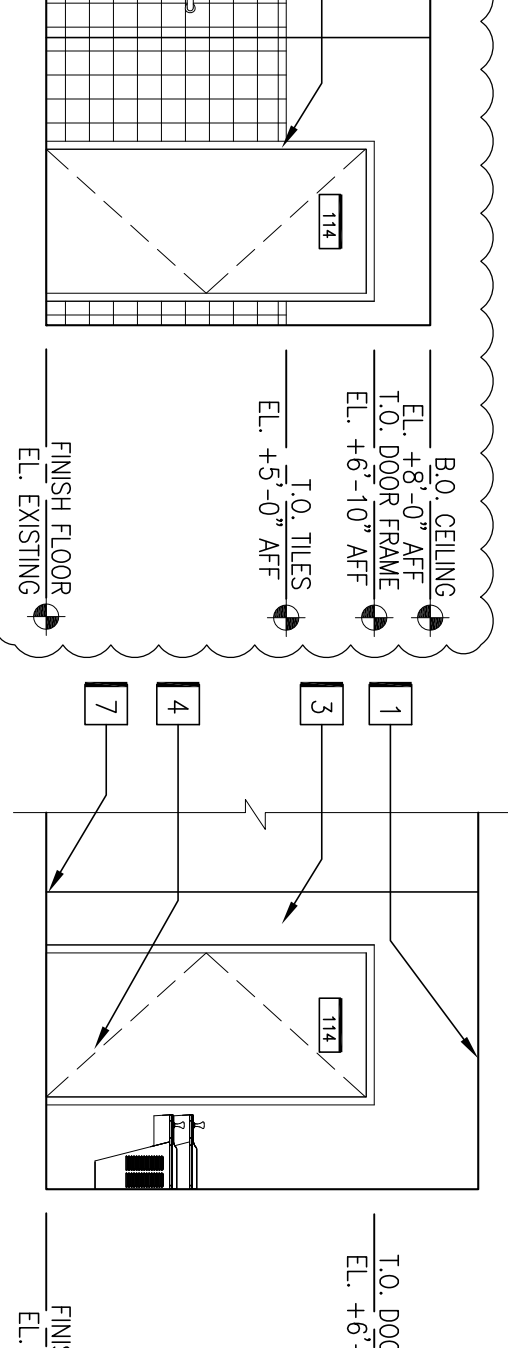 114
B.O. CEILING
EL. +8'-0" AFF
T.O. DOOR FRAME
EL. +6'-10" AFF
T.O. TILES
EL. +5'-0" AFF
FINISH FLOOR
EL. EXISTING
1
3
4
7
114
T.O. DOO
EL. +6'-
FINIS
EL.